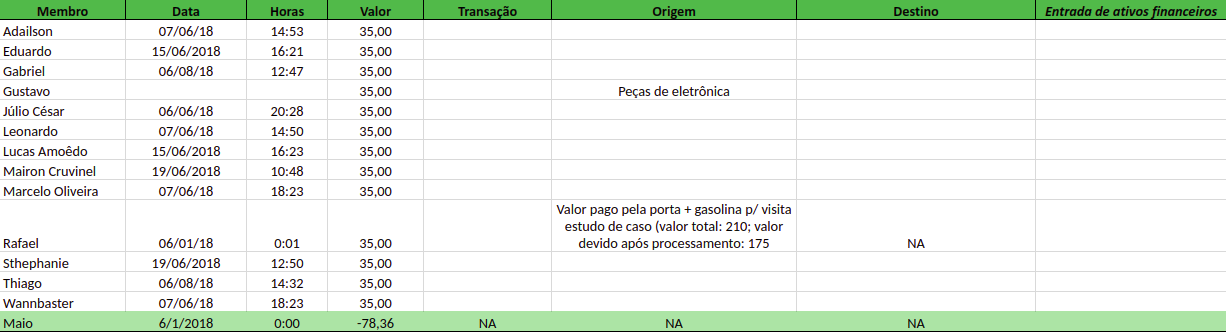 Membro Data Horas Valor Transação Origem Destino Entrada de ativos financeiros
Adailson 07/06/18 14:53 35,00
Eduardo 15/06/2018 16:21 35,00
Gabriel 06/08/18 12:47 35,00
Gustavo 35,00 Peças de eletrônica
Júlio César 06/06/18 20:28 35,00
Leonardo 07/06/18 14:50 35,00
Lucas Amoêdo 15/06/2018 16:23 35,00
Mairon Cruvinel 19/06/2018 10:48 35,00
Marcelo Oliveira 07/06/18 18:23 35,00
Valor pago pela porta + gasolina p/ visita
estudo de caso (valor total: 210; valor
Rafael 06/01/18 0:01 35,00 devido após processamento: 175 NA
Sthephanie 19/06/2018 12:50 35,00
Thiago 06/08/18 14:32 35,00
Wannbaster 07/06/18 18:23 35,00
Maio 6/1/2018 0:00 -78,36 NA NA NA